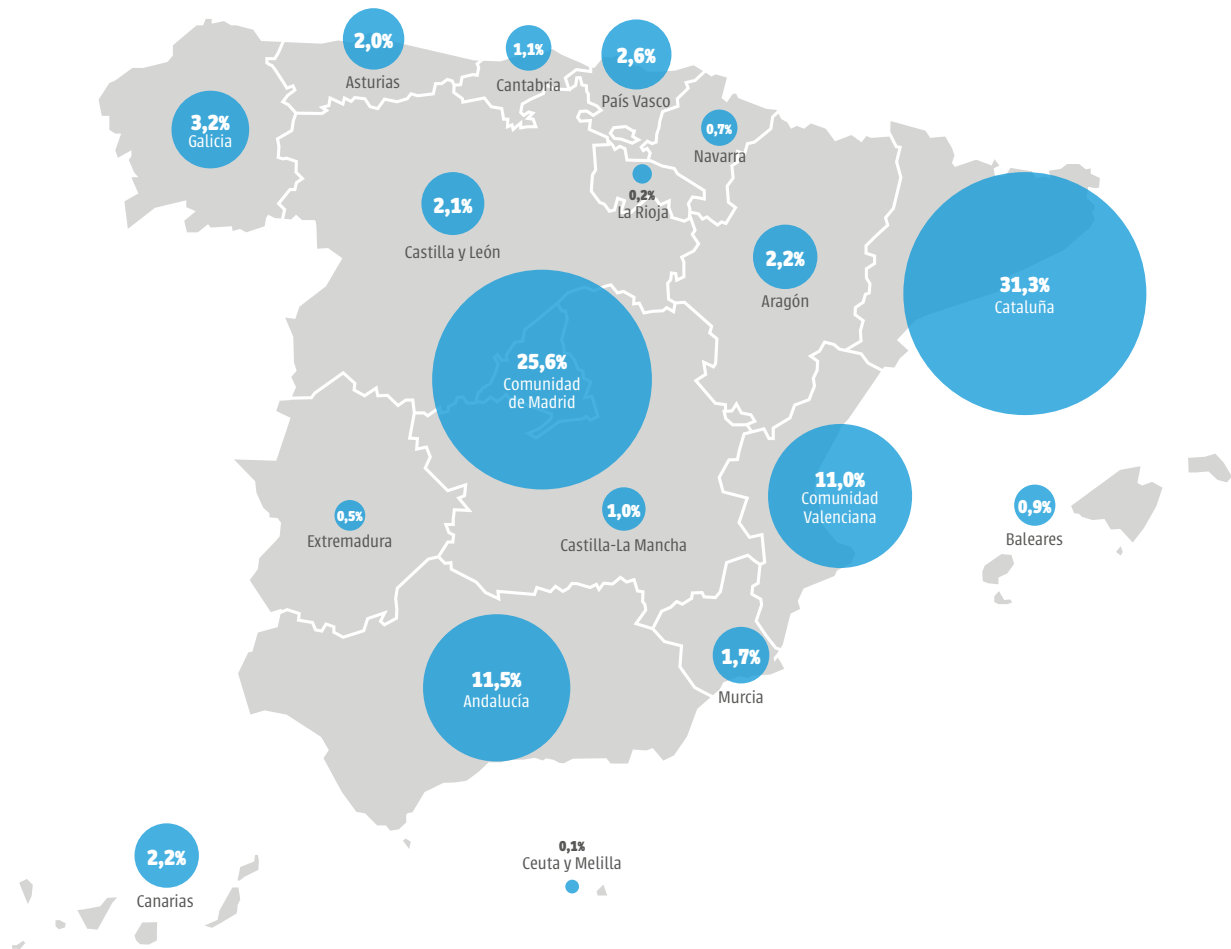 2,0%
Asturias
1,1%
Cantabria
2,6%
País Vasco
3,2%
Galicia
0,7%
Navarra
0,2%
La Rioja
2,1%
Castilla y León
2,2%
Aragón
31,3%
Cataluña
25,6%
Comunidad
de Madrid
11,0%
Comunidad
Valenciana
0,9%
Baleares
0,5%
Extremadura
1,0%
Castilla-La Mancha
1,7%
Murcia
11,5%
Andalucía
2,2%
Canarias
0,1%
Ceuta y Melilla